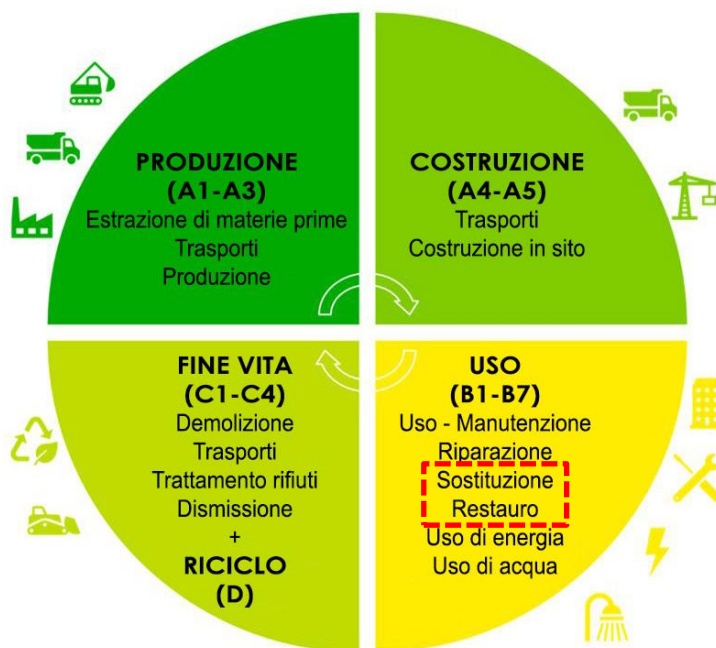 PRODUZIONE
(A1-A3)
Estrazione di materie prime
Trasporti
Produzione
COSTRUZIONE
(A4-A5)
Trasporti
Costruzione in sito
FINE VITA
(C1-C4)
Demolizione
Trasporti
Trattamento rifiuti
Dismissione
+
RICICLO
(D)
USO
(B1-B7)
Uso - Manutenzione
Riparazione
Sostituzione
Restauro
Uso di energia
Uso di acqua